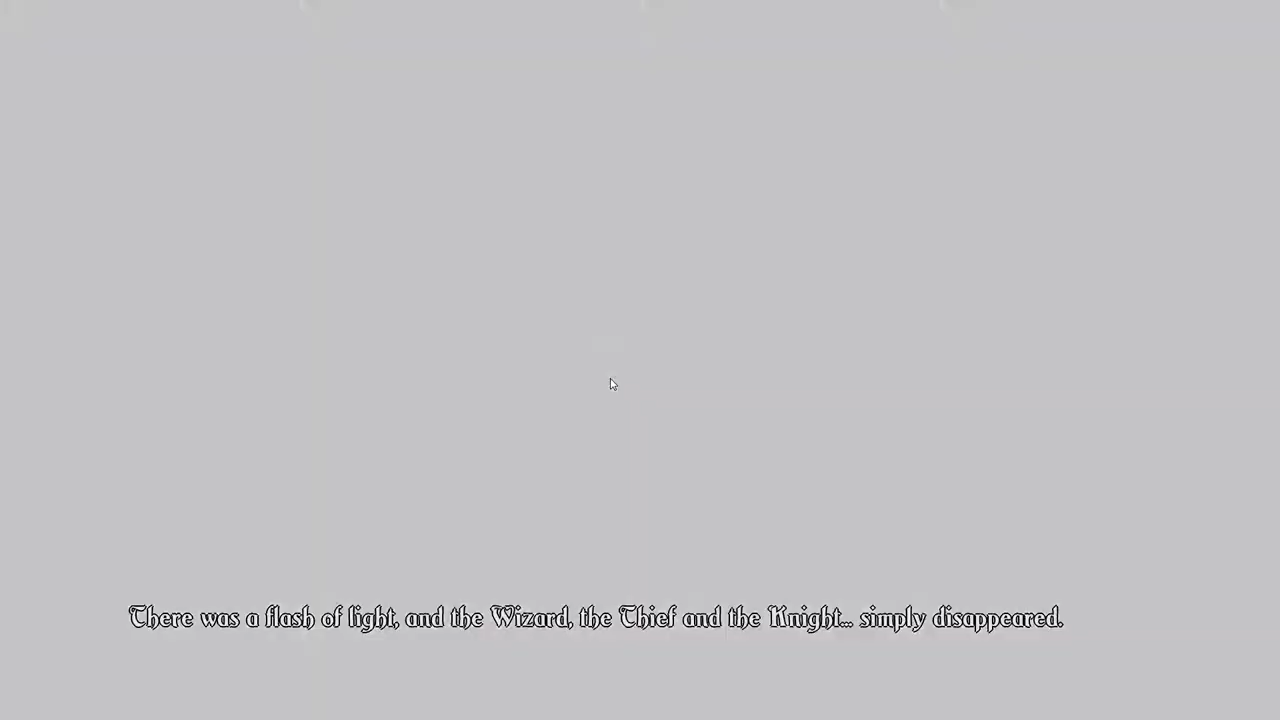 There was a flash of light, and the Wizard, the Thief and the Knight... simply disappeared.